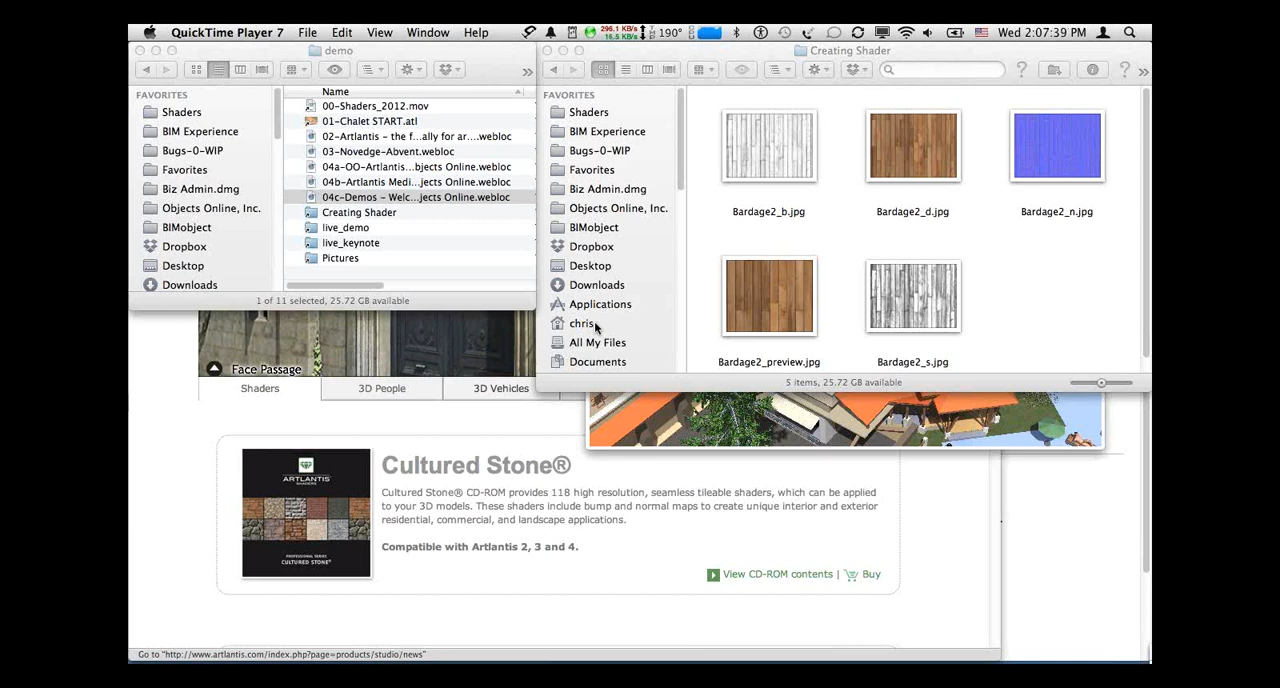 QuickTime Player 7 File Edit View Window Help
296.1 KB/s
16.5 KB/s
190°
Wed 2:07:39 PM
demo
FAVORITES
Shaders
BIM Experience
Bugs-0-WIP
Favorites
Biz Admin.dmg
Objects Online, Inc.
BIMobject
Dropbox
Desktop
Downloads
Name
00-Shaders_2012.mov
01-Chalet START.atl
02-Artlantis - the f...ally for ar....webloc
03-Novedge-Abvent.webloc
04a-OO-Artlantis...bjects Online.webloc
04b-Artlantis Medi...jects Online.webloc
04c-Demos - Welc...jects Online.webloc
Creating Shader
live_demo
live_keynote
Pictures
1 of 11 selected, 25.72 GB available
Creating Shader
FAVORITES
Shaders
BIM Experience
Bugs-0-WIP
Favorites
Biz Admin.dmg
Objects Online, Inc.
BIMobject
Dropbox
Desktop
Downloads
Applications
chris
All My Files
Documents
Bardage2_b.jpg
Bardage2_d.jpg
Bardage2_n.jpg
Bardage2_preview.jpg
Bardage2_s.jpg
5 items, 25.72 GB available
Face Passage
Shaders
3D People
3D Vehicles
ARTLANTIS
SHADERS
PROFESSIONAL SERIES
CULTURED STONE®
Cultured Stone®
Cultured Stone® CD-ROM provides 118 high resolution, seamless tileable shaders, which can be applied
to your 3D models. These shaders include bump and normal maps to create unique interior and exterior
residential, commercial, and landscape applications.
Compatible with Artlantis 2, 3 and 4.
View CD-ROM contents | Buy
Go to "http://www.artlantis.com/index.php?page=products/studio/news"